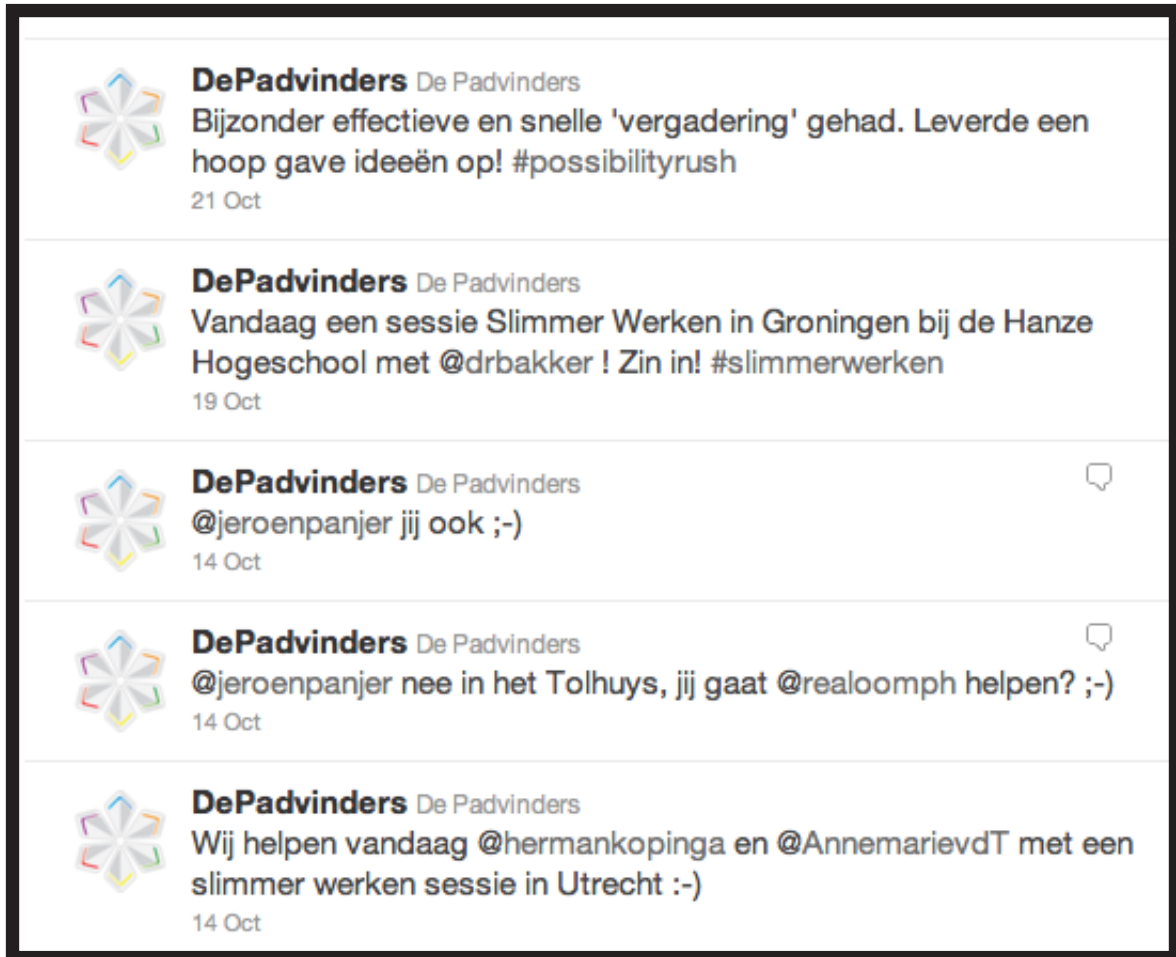 DePadvinders De Padvinders
Bijzonder effectieve en snelle 'vergadering' gehad. Leverde een
hoop gave ideeën op! #possibilityrush
21 Oct
DePadvinders De Padvinders
Vandaag een sessie Slimmer Werken in Groningen bij de Hanze
Hogeschool met @drbakker ! Zin in! #slimmerwerken
19 Oct
DePadvinders De Padvinders
@jeroenpanjer jij ook ;-)
14 Oct
DePadvinders De Padvinders
@jeroenpanjer nee in het Tolhuys, jij gaat @realoomph helpen? ;-)
14 Oct
DePadvinders De Padvinders
Wij helpen vandaag @hermankopinga en @AnnemarievdT met een
slimmer werken sessie in Utrecht :-)
14 Oct